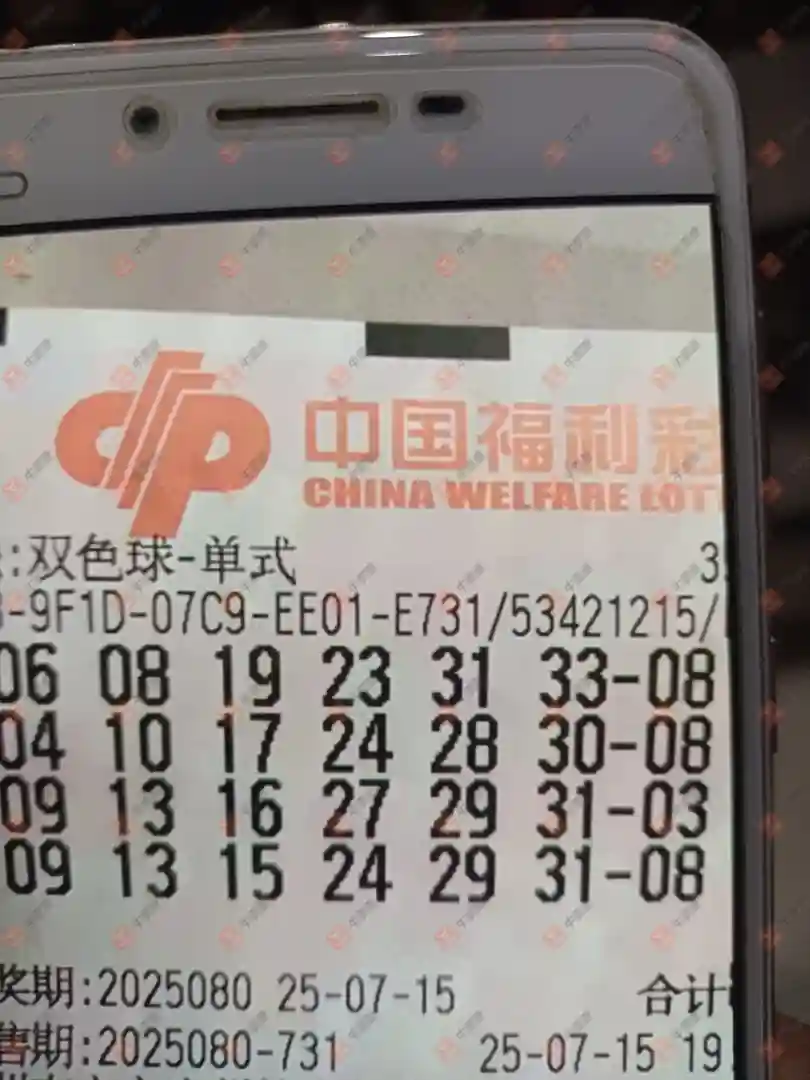 中国福利彩
CHINA WELFARE LOT
:双色球-单式 3
-9F1D-07C9-EE01-E731/53421215/
06 08 19 23 31 33-08
04 10 17 24 28 30-08
09 13 16 27 29 31-03
09 13 15 24 29 31-08
奖期:2025080 25-07-15 合计
售期:2025080-731 25-07-15 19